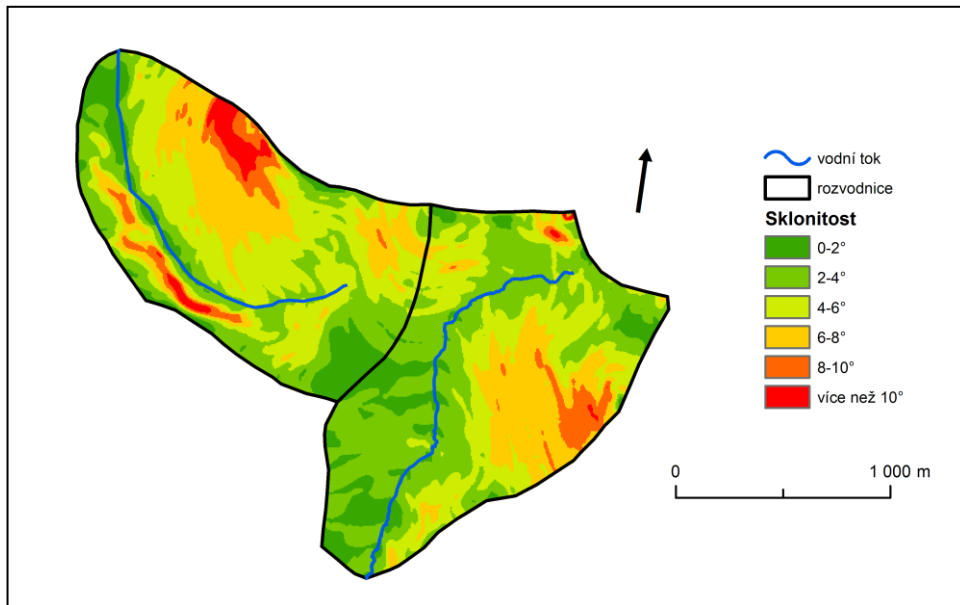 vodní tok
rozvodnice
Sklonitost
0-2°
2-4°
4-6°
6-8°
8-10°
více než 10°
0 1 000 m